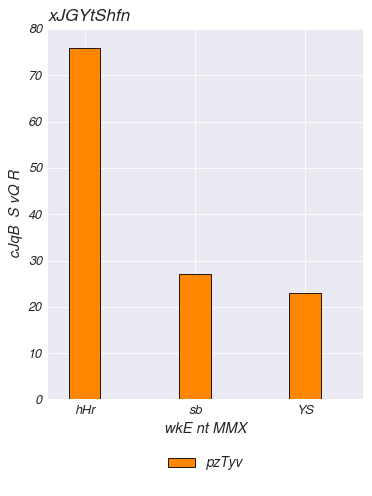 xJGYtShfn
80
70
60
50
40
30
20
10
0
cJqB  S vQ R
hHr sb YS
wkE nt MMX
pzTyv